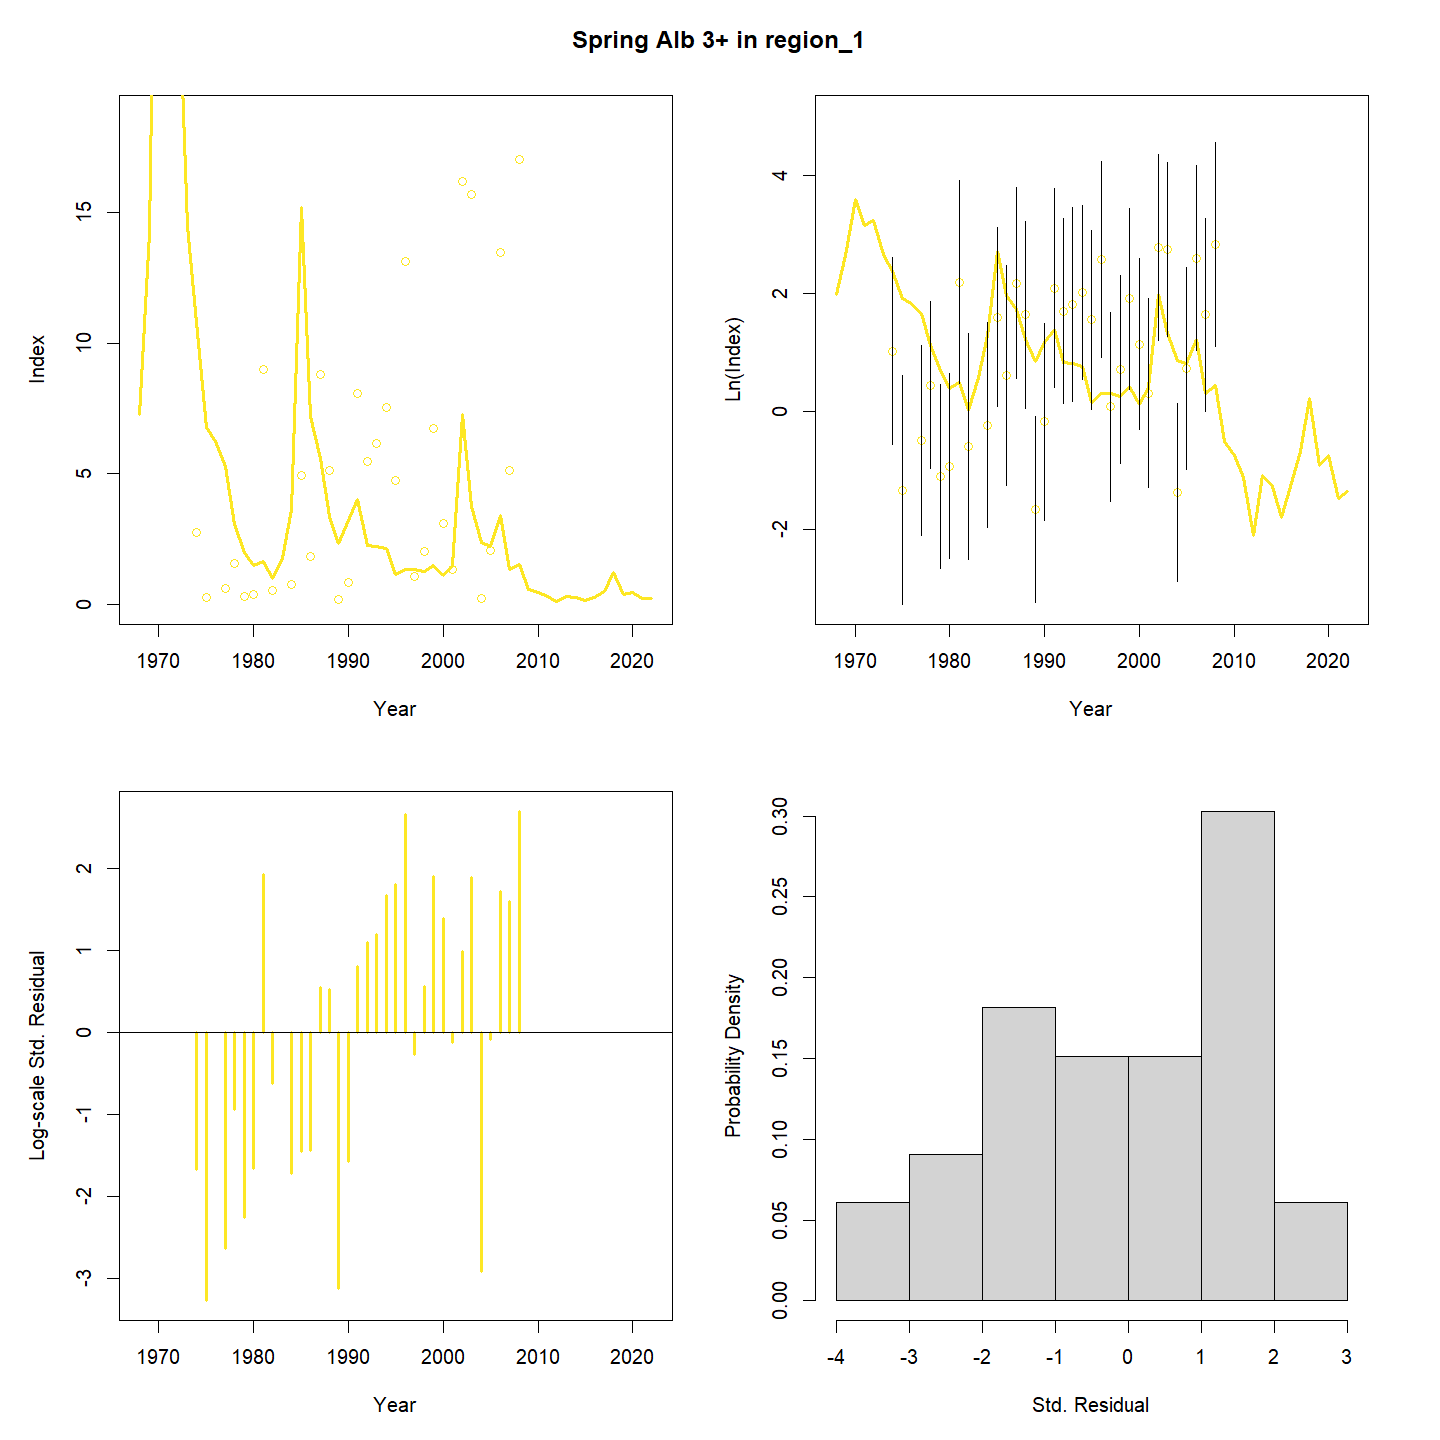 Spring Alb 3+ in region_1
Index
0
5
10
15
1970 1980 1990 2000 2010 2020
Year
Ln(Index)
-2
0
2
4
1970 1980 1990 2000 2010 2020
Year
Log-scale Std. Residual
-3
-2
-1
0
1
2
1970 1980 1990 2000 2010 2020
Year
Probability Density
0.00
0.05
0.10
0.15
0.20
0.25
0.30
-4 -3 -2 -1 0 1 2 3
Std. Residual